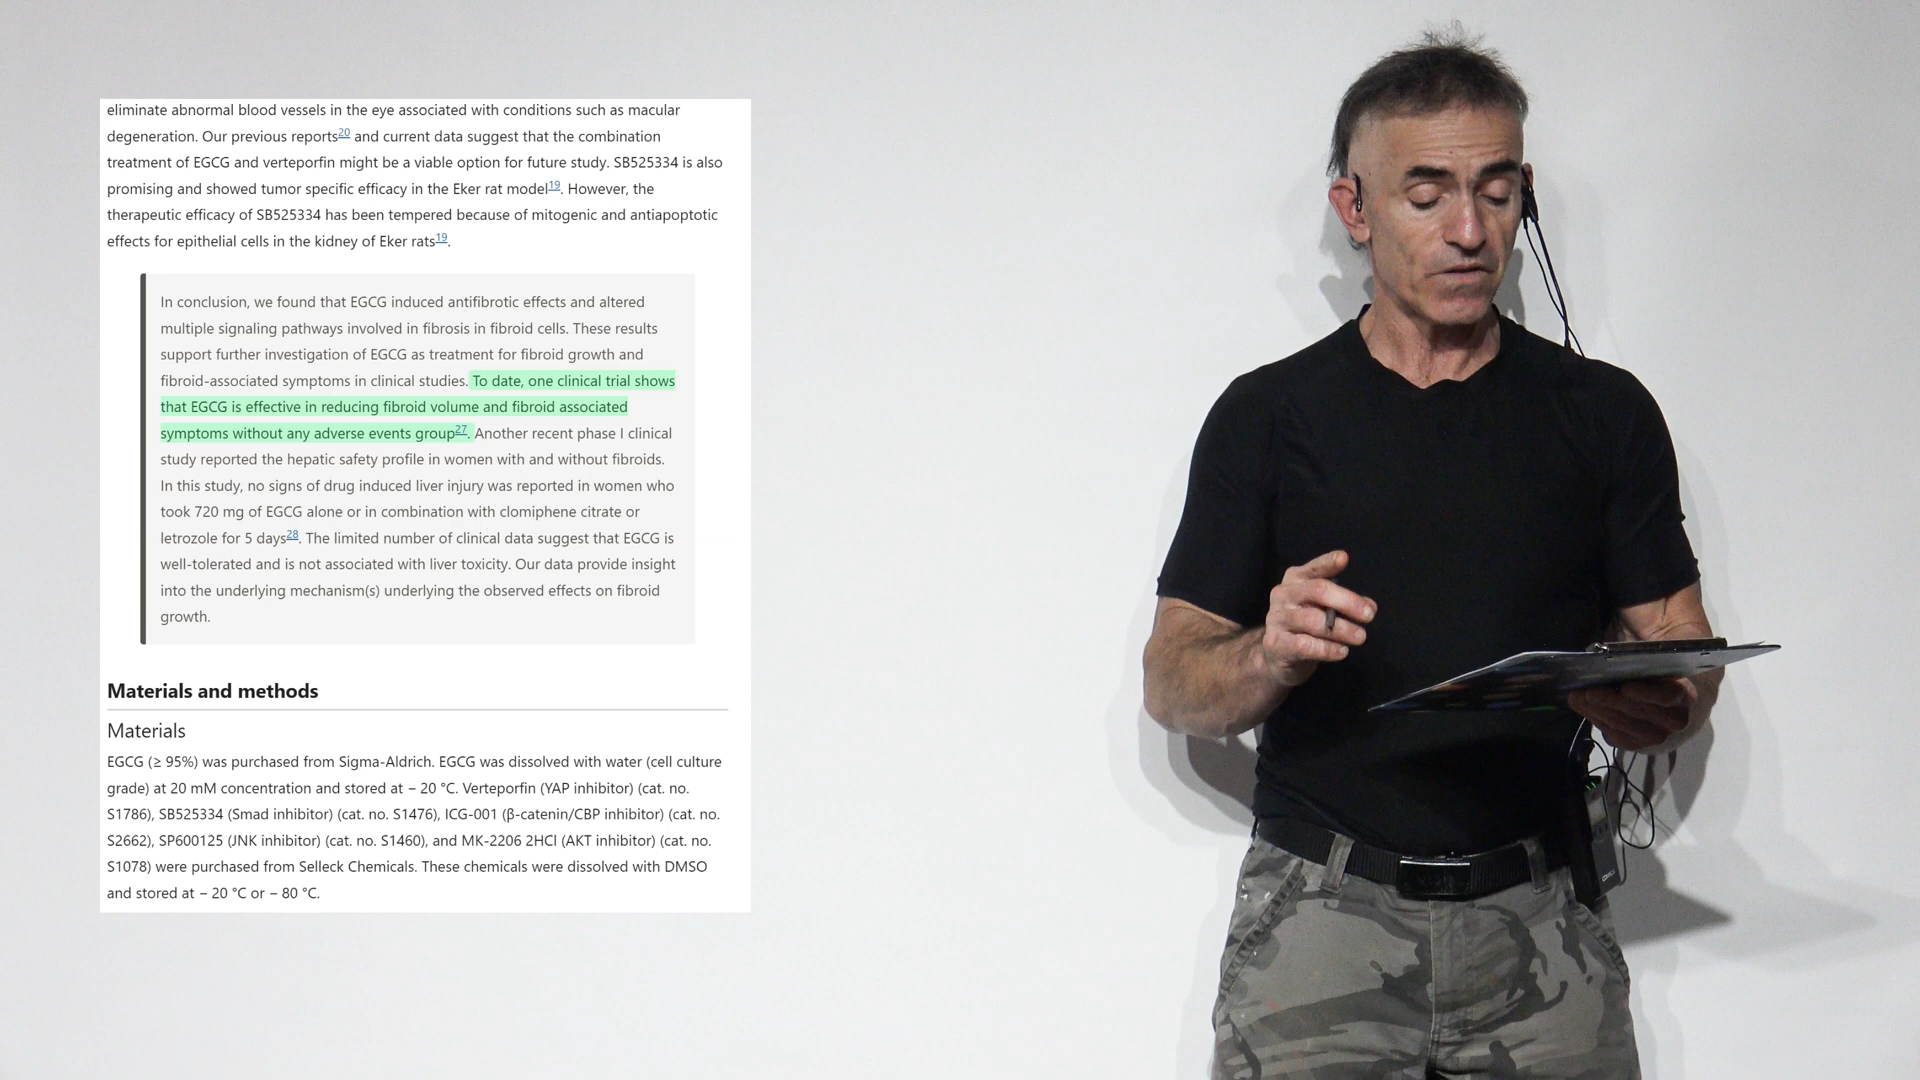 eliminate abnormal blood vessels in the eye associated with conditions such as macular
degeneration. Our previous reports20 and current data suggest that the combination
treatment of EGCG and verteporfin might be a viable option for future study. SB525334 is also
promising and showed tumor specific efficacy in the Eker rat model19. However, the
therapeutic efficacy of SB525334 has been tempered because of mitogenic and antiapoptotic
effects for epithelial cells in the kidney of Eker rats19.
In conclusion, we found that EGCG induced antifibrotic effects and altered
multiple signaling pathways involved in fibrosis in fibroid cells. These results
support further investigation of EGCG as treatment for fibroid growth and
fibroid-associated symptoms in clinical studies. To date, one clinical trial shows
that EGCG is effective in reducing fibroid volume and fibroid associated
symptoms without any adverse events group27. Another recent phase I clinical
study reported the hepatic safety profile in women with and without fibroids.
In this study, no signs of drug induced liver injury was reported in women who
took 720 mg of EGCG alone or in combination with clomiphene citrate or
letrozole for 5 days28. The limited number of clinical data suggest that EGCG is
well-tolerated and is not associated with liver toxicity. Our data provide insight
into the underlying mechanism(s) underlying the observed effects on fibroid
growth.
Materials and methods
Materials
EGCG (≥ 95%) was purchased from Sigma-Aldrich. EGCG was dissolved with water (cell culture
grade) at 20 mM concentration and stored at − 20 °C. Verteporfin (YAP inhibitor) (cat. no.
S1786), SB525334 (Smad inhibitor) (cat. no. S1476), ICG-001 (β-catenin/CBP inhibitor) (cat. no.
S2662), SP600125 (JNK inhibitor) (cat. no. S1460), and MK-2206 2HCl (AKT inhibitor) (cat. no.
S1078) were purchased from Selleck Chemicals. These chemicals were dissolved with DMSO
and stored at − 20 °C or − 80 °C.